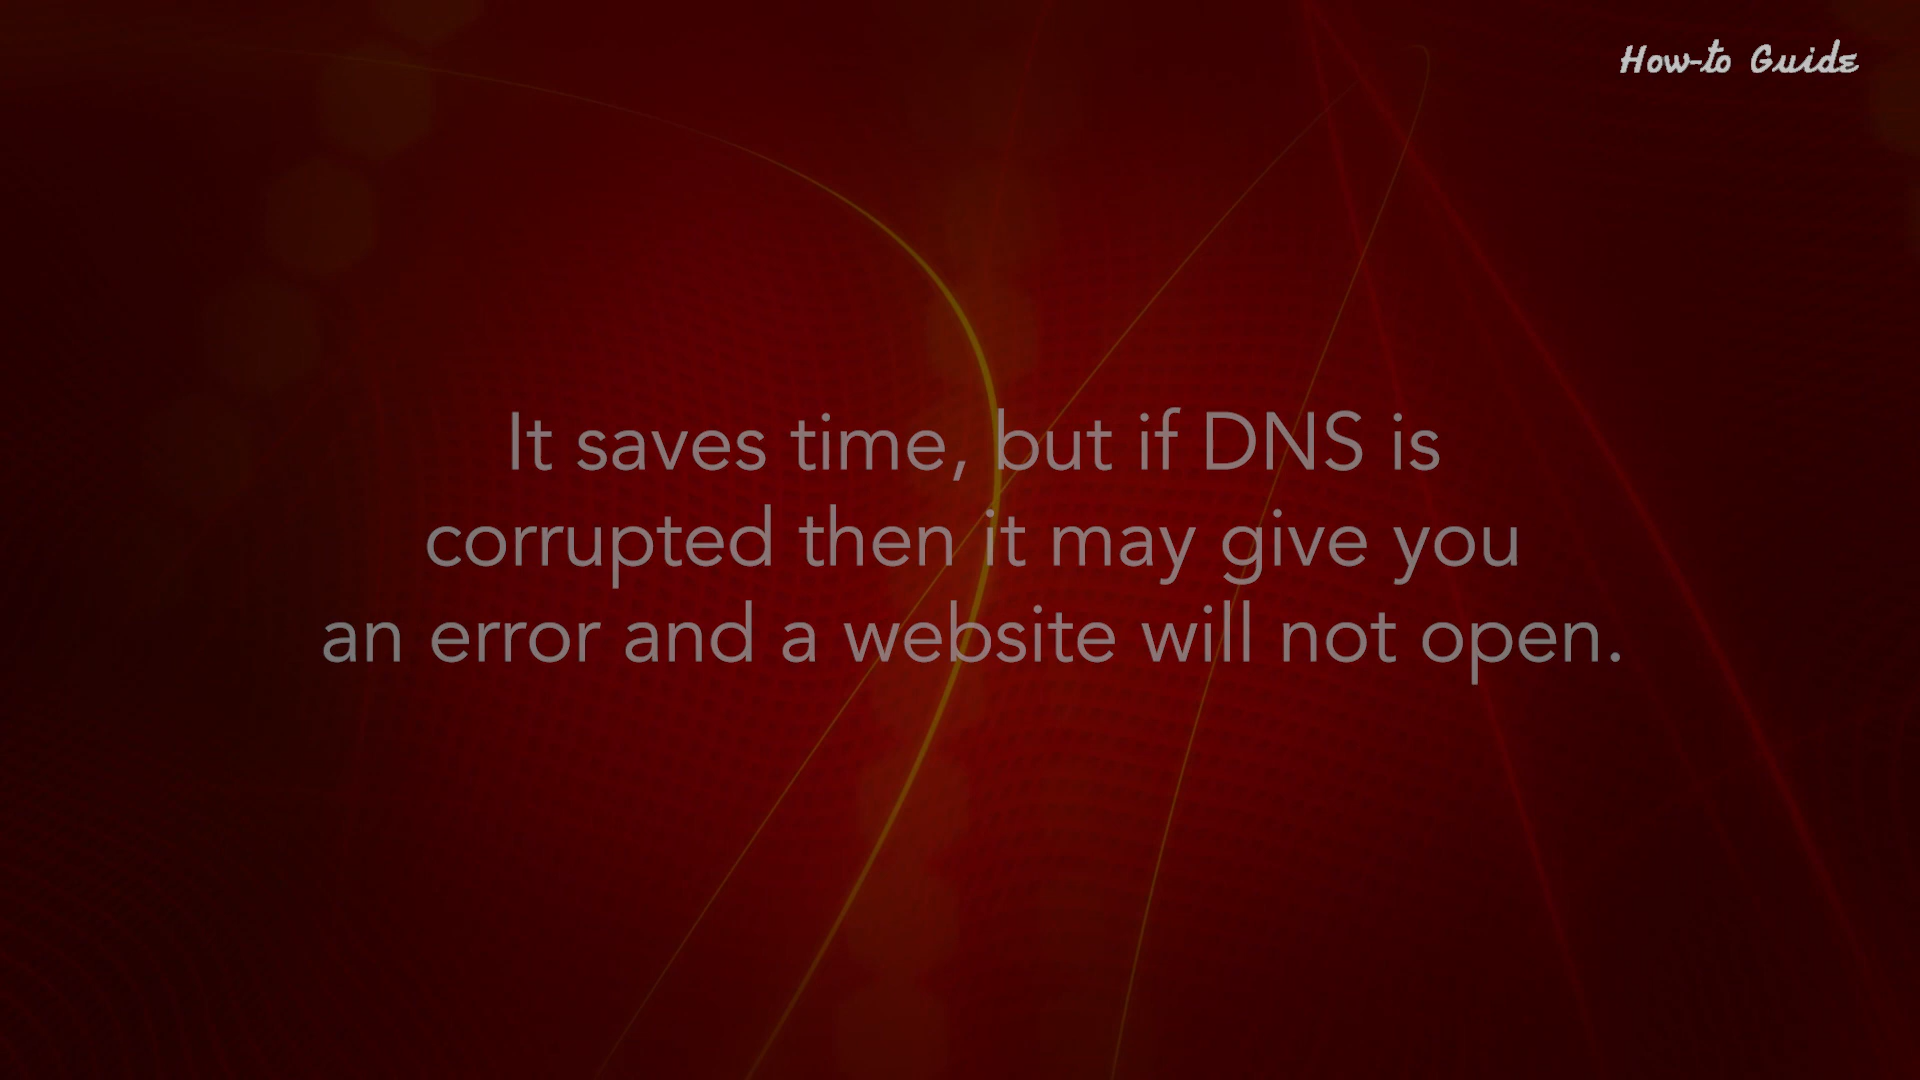 How-to Guide
It saves time, but if DNS is
corrupted then it may give you
an error and a website will not open.